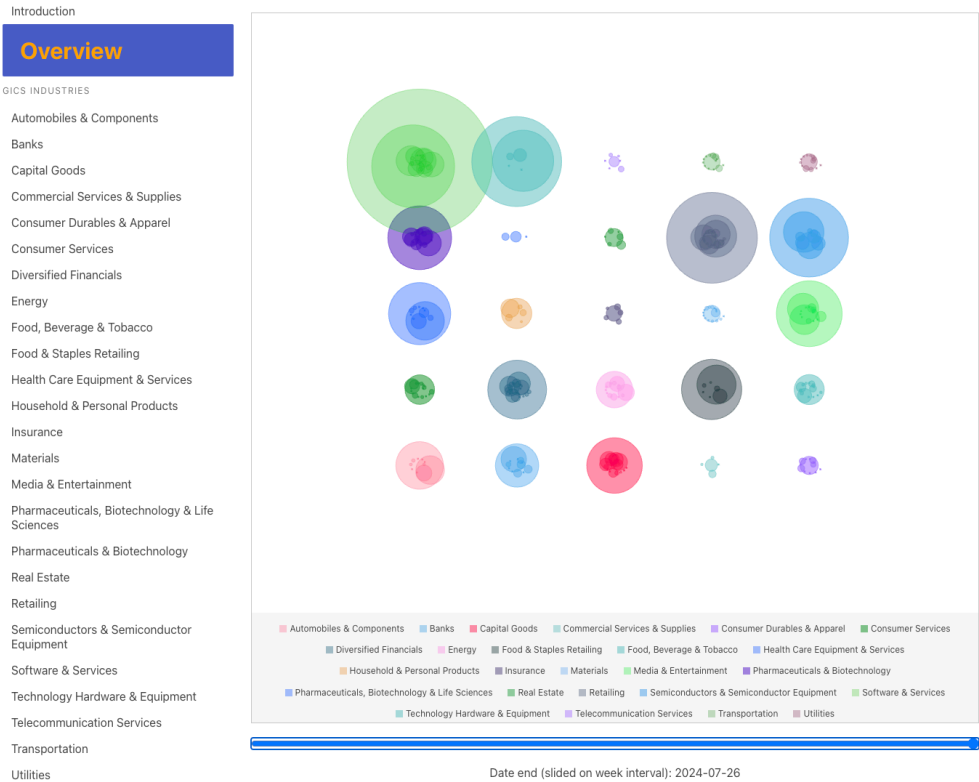 Introduction
Overview
GICS INDUSTRIES
Automobiles & Components
Banks
Capital Goods
Commercial Services & Supplies
Consumer Durables & Apparel
Consumer Services
Diversified Financials
Energy
Food, Beverage & Tobacco
Food & Staples Retailing
Health Care Equipment & Services
Household & Personal Products
Insurance
Materials
Media & Entertainment
Pharmaceuticals, Biotechnology & Life
Sciences
Pharmaceuticals & Biotechnology
Real Estate
Retailing
Semiconductors & Semiconductor
Equipment
Software & Services
Technology Hardware & Equipment
Telecommunication Services
Transportation
Utilities
Automobiles & Components Banks Capital Goods Commercial Services & Supplies Consumer Durables & Apparel Consumer Services
Diversified Financials Energy Food & Staples Retailing Food, Beverage & Tobacco Health Care Equipment & Services
Household & Personal Products Insurance Materials Media & Entertainment Pharmaceuticals & Biotechnology
Pharmaceuticals, Biotechnology & Life Sciences Real Estate Retailing Semiconductors & Semiconductor Equipment Software & Services
Technology Hardware & Equipment Telecommunication Services Transportation Utilities
Date end (slided on week interval): 2024-07-26